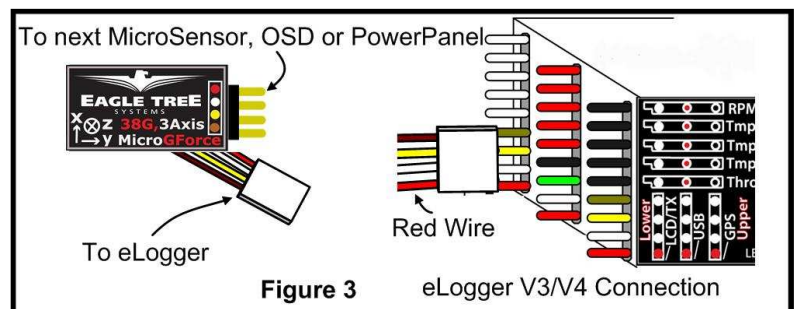 To next MicroSensor, OSD or PowerPanel
EAGLE TREE
SYSTEMS
X Z 38G, 3Axis
y MicroGForce
To eLogger
Red Wire
RPM
Tmp
Tmp
Tmp
Thro
Lower
/LCD/TX
/USB
/GPS
Upper
LE
Figure 3
eLogger V3/V4 Connection